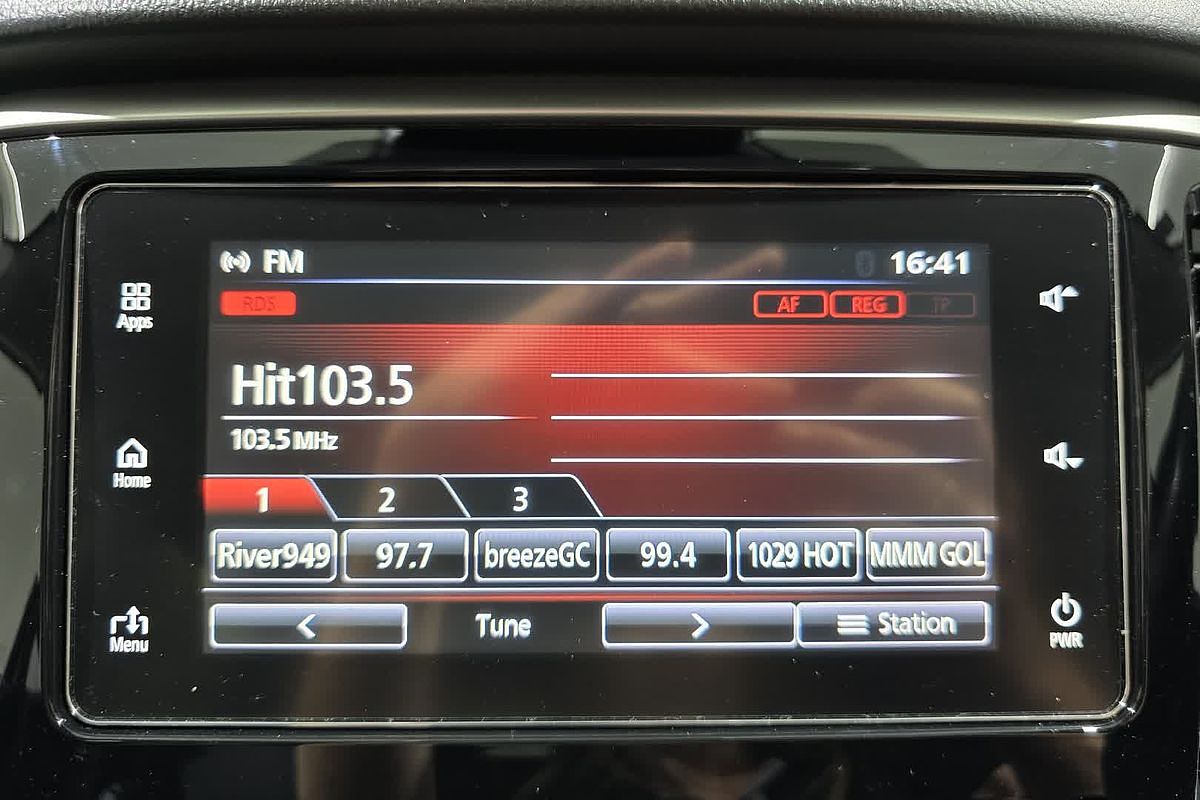 FM 16:41
RDS AF REG TP
Apps
Hit103.5
103.5 MHz
Home
1 2 3
River949 97.7 breezeGC 99.4 1029 HOT MMM GOL
< Tune > Station
Menu PWR